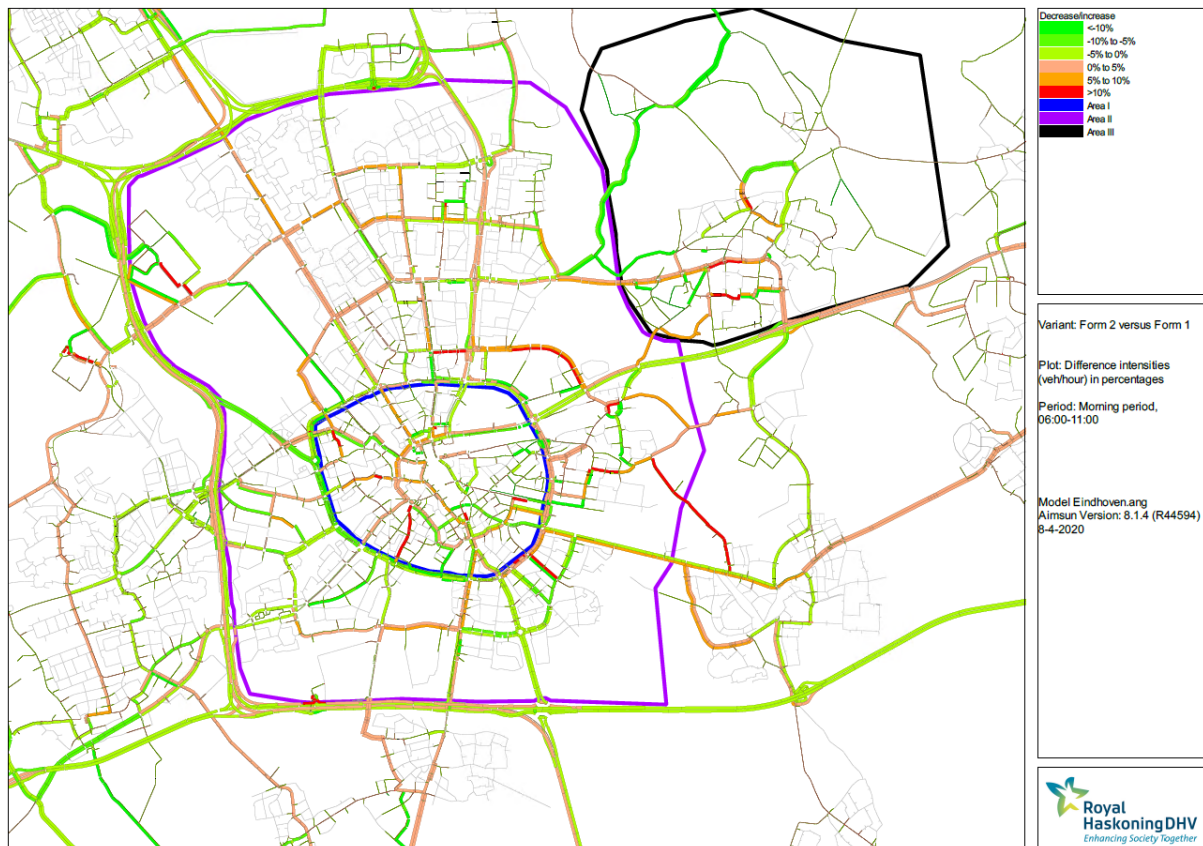 Decrease/increase
<-10%
-10% to -5%
-5% to 0%
0% to 5%
5% to 10%
>10%
Area I
Area II
Area III
Variant: Form 2 versus Form 1
Plot: Difference intensities
(veh/hour) in percentages
Period: Morning period,
06:00-11:00
Model Eindhoven.ang
Aimsun Version: 8.1.4 (R44594)
8-4-2020
Royal
HaskoningDHV
Enhancing Society Together